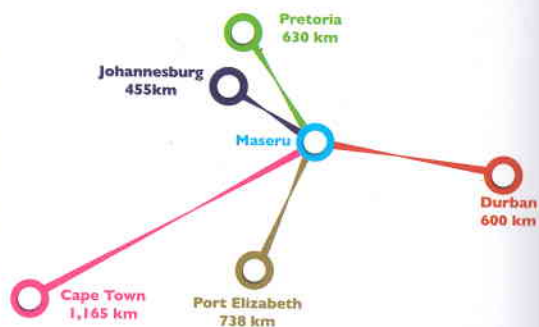 Pretoria
630 km
Johannesburg
455km
Maseru
Durban
600 km
Cape Town
1,165 km
Port Elizabeth
738 km